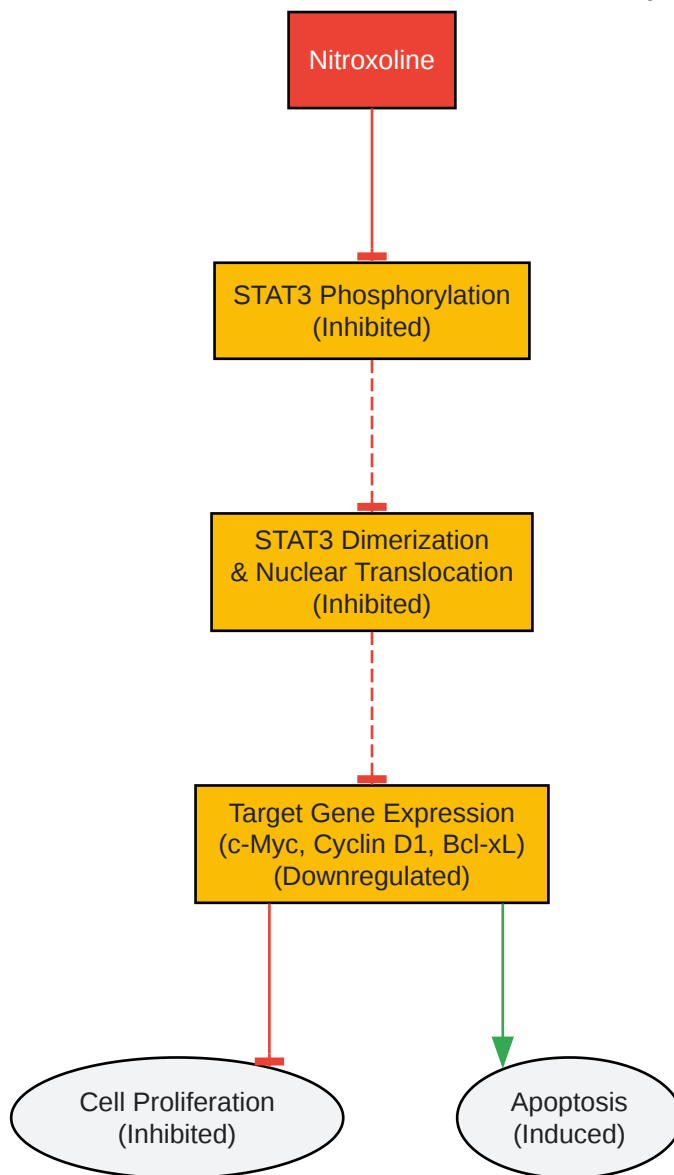 Nitroxoline
STAT3 Phosphorylation
(Inhibited)
STAT3 Dimerization
& Nuclear Translocation
(Inhibited)
Target Gene Expression
(c-Myc, Cyclin D1, Bcl-xL)
(Downregulated)
Cell Proliferation
(Inhibited)
Apoptosis
(Induced)